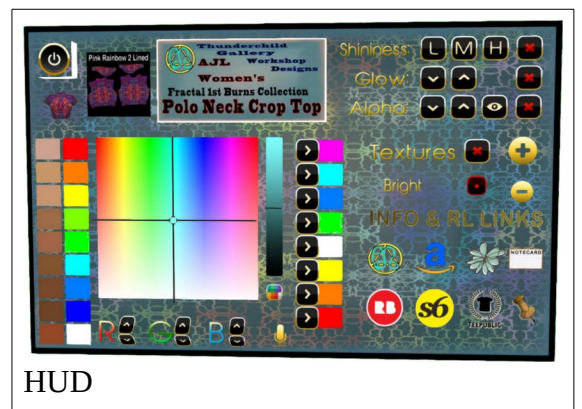 Pink Rainbow 2 Lined
Thunderchild
Gallery
AJL Workshop
Designs
Women's
Fractal 1st Burns Collection
Polo Neck Crop Top
Shininess: L M H
Glow:
Alpha:
Textures
Bright
INFO & RL LINKS
a
NOTECARD
RB
s6
TEEPUBLIC
R G B
HUD